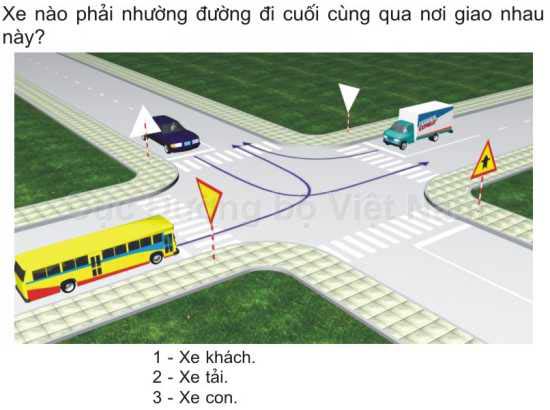 Xe nào phải nhường đường đi cuối cùng qua nơi giao nhau
này?
Cục Đường bộ Việt Nam
1 - Xe khách.
2 - Xe tải.
3 - Xe con.